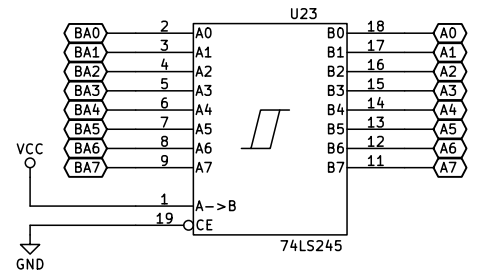 U23
BA0 2 A0 B0 18 A0
BA1 3 A1 B1 17 A1
BA2 4 A2 B2 16 A2
BA3 5 A3 B3 15 A3
BA4 6 A4 B4 14 A4
BA5 7 A5 B5 13 A5
BA6 8 A6 B6 12 A6
BA7 9 A7 B7 11 A7
VCC
1 A->B
19 CE
GND
74LS245